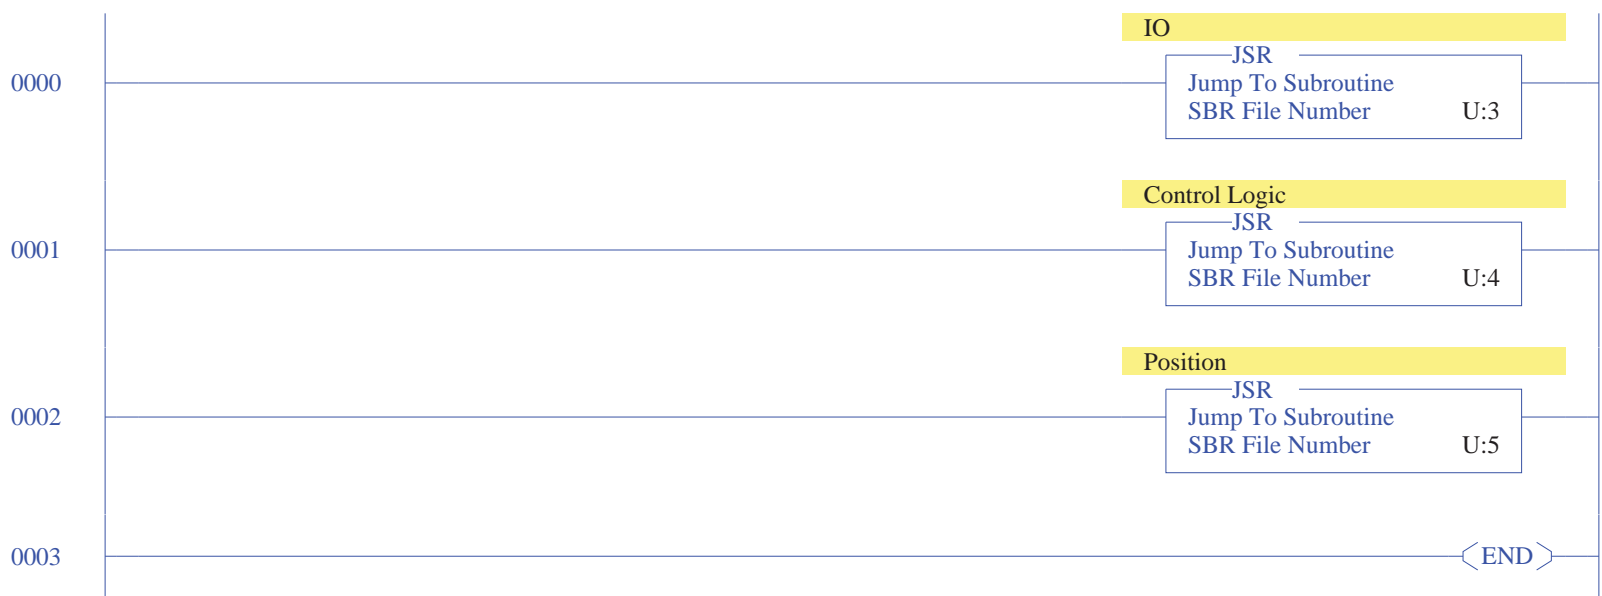 IO
JSR
0000
Jump To Subroutine
SBR File Number U:3
Control Logic
JSR
0001
Jump To Subroutine
SBR File Number U:4
Position
JSR
0002
Jump To Subroutine
SBR File Number U:5
0003
END